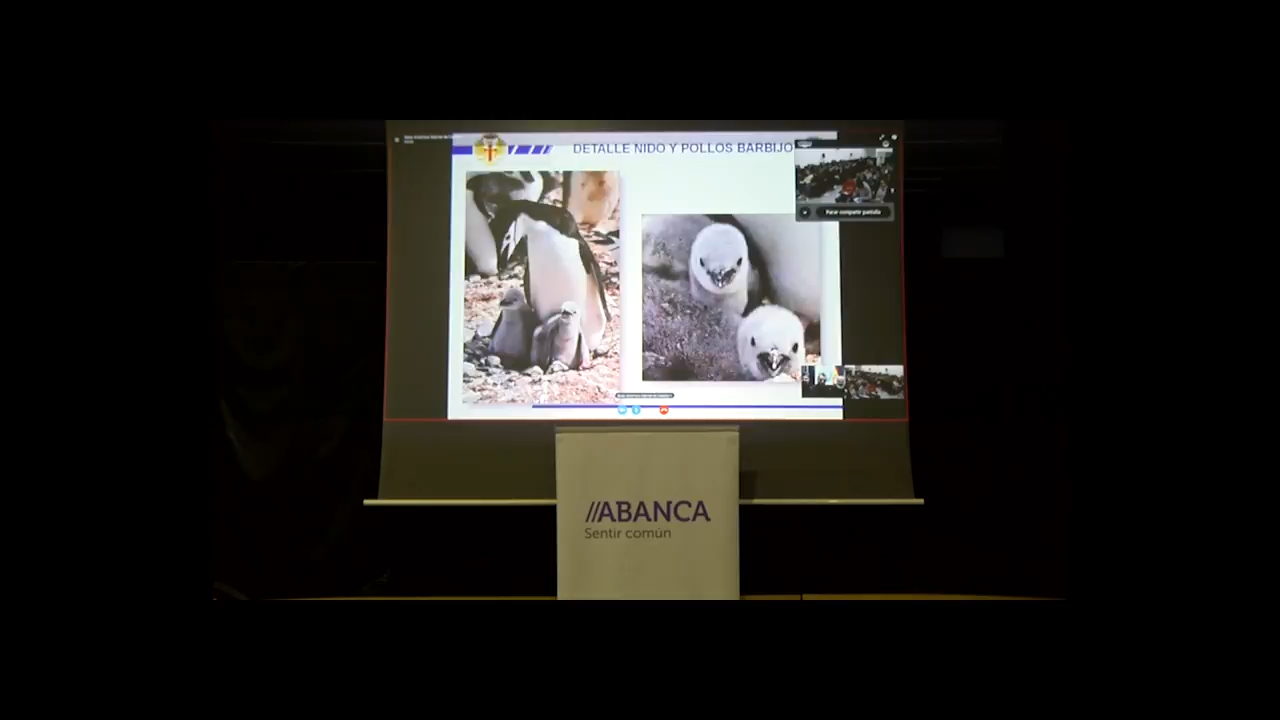 DETALLE NIDO Y POLLOS BARBIJO
Parar compartir pantalla
//ABANCA
Sentir común